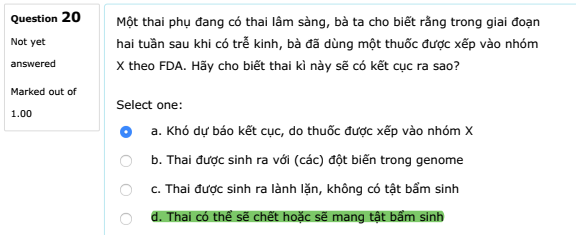 Question 20
Not yet
answered
Marked out of
1.00
Một thai phụ đang có thai lâm sàng, bà ta cho biết rằng trong giai đoạn
hai tuần sau khi có trễ kinh, bà đã dùng một thuốc được xếp vào nhóm
X theo FDA. Hãy cho biết thai kì này sẽ có kết cục ra sao?
Select one:
a. Khó dự báo kết cục, do thuốc được xếp vào nhóm X
b. Thai được sinh ra với (các) đột biến trong genome
c. Thai được sinh ra lành lặn, không có tật bẩm sinh
d. Thai có thể sẽ chết hoặc sẽ mang tật bẩm sinh